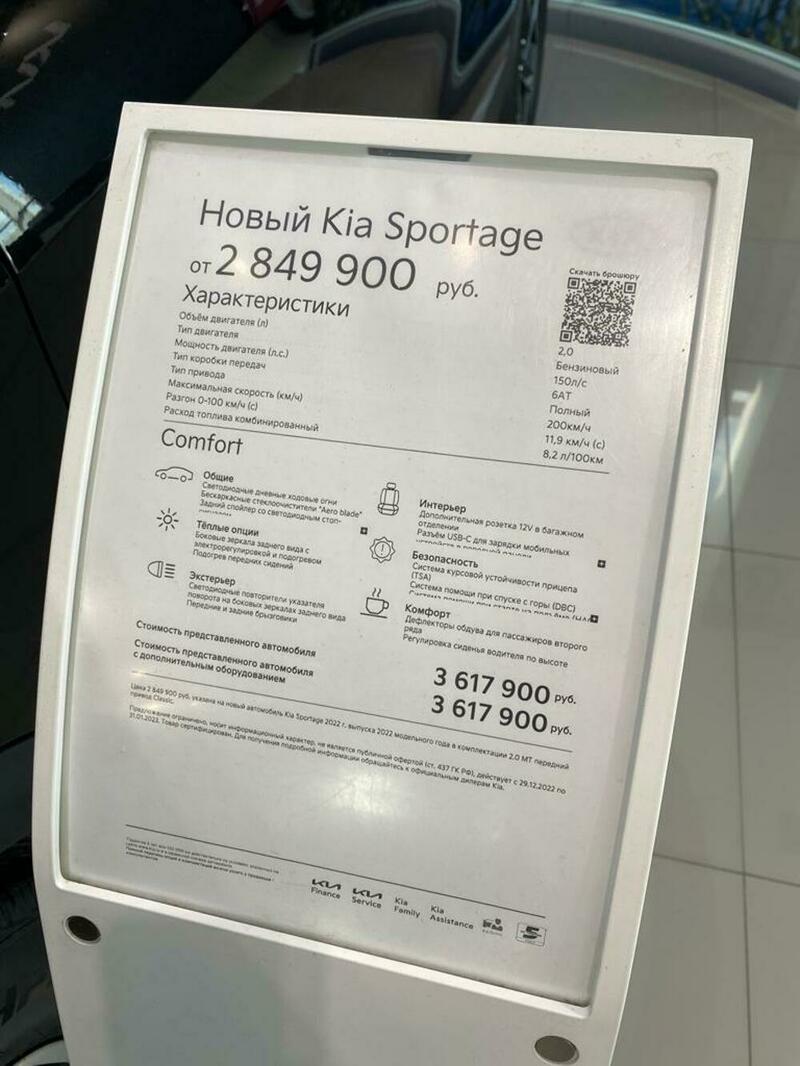 Новый Kia Sportage
от 2 849 900 руб.
Скачать брошюру
Характеристики
Объём двигателя (л) 2,0
Тип двигателя Бензиновый
Мощность двигателя (л.с.) 150л/с
Тип коробки передач 6АТ
Тип привода Полный
Максимальная скорость (км/ч) 200км/ч
Разгон 0-100 км/ч (с) 11,9 км/ч (с)
Расход топлива комбинированный 8,2 л/100км
Comfort
Общие
Светодиодные дневные ходовые огни
Бескаркасные стеклоочистители "Aero blade"
Задний спойлер со светодиодным стоп-
Тёплые опции
Боковые зеркала заднего вида с
электрорегулировкой и подогревом
Подогрев передних сидений
Экстерьер
Светодиодные повторители указателя
поворота на боковых зеркалах заднего вида
Передние и задние брызговики
Интерьер
Дополнительная розетка 12V в багажном
отделении
Разъём USB-C для зарядки мобильных
Безопасность
Система курсовой устойчивости прицепа
(TSA)
Система помощи при спуске с горы (DBC)
Комфорт
Дефлекторы обдува для пассажиров второго
ряда
Регулировка сиденья водителя по высоте
Стоимость представленного автомобиля 3 617 900 руб.
Стоимость представленного автомобиля
с дополнительным оборудованием 3 617 900 руб.
Цена 2 849 900 руб. указана на новый автомобиль Kia Sportage 2022 г. выпуска 2022 модельного года в комплектации 2.0 МТ передний
привод Classic.
Предложение ограничено, носит информационный характер, не является публичной офертой (ст. 437 ГК РФ), действует с 29.12.2022 по
31.01.2023. Товар сертифицирован. Для получения подробной информации обращайтесь к официальным дилерам Kia.
KIA Finance
KIA Service
Kia Family
Kia Assistance
5